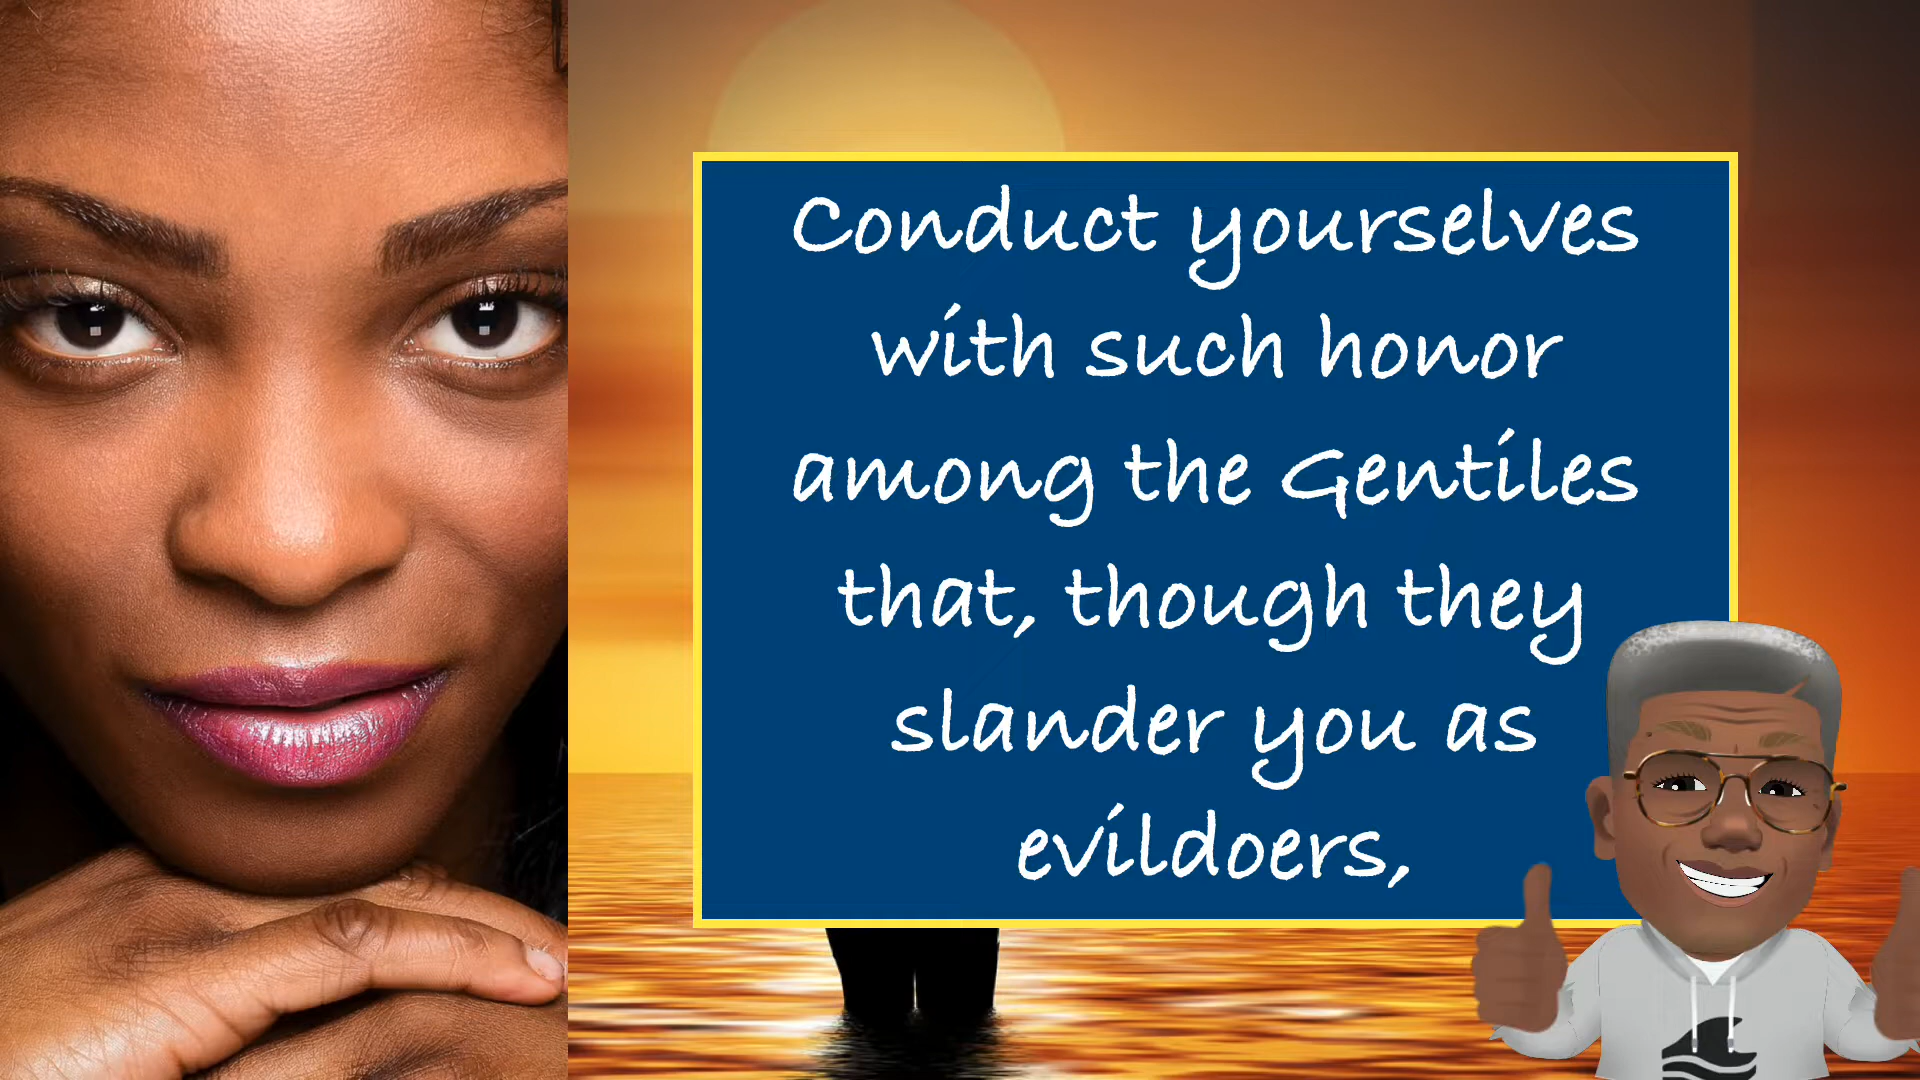 Conduct yourselves
with such honor
among the Gentiles
that, though they
slander you as
evildoers,